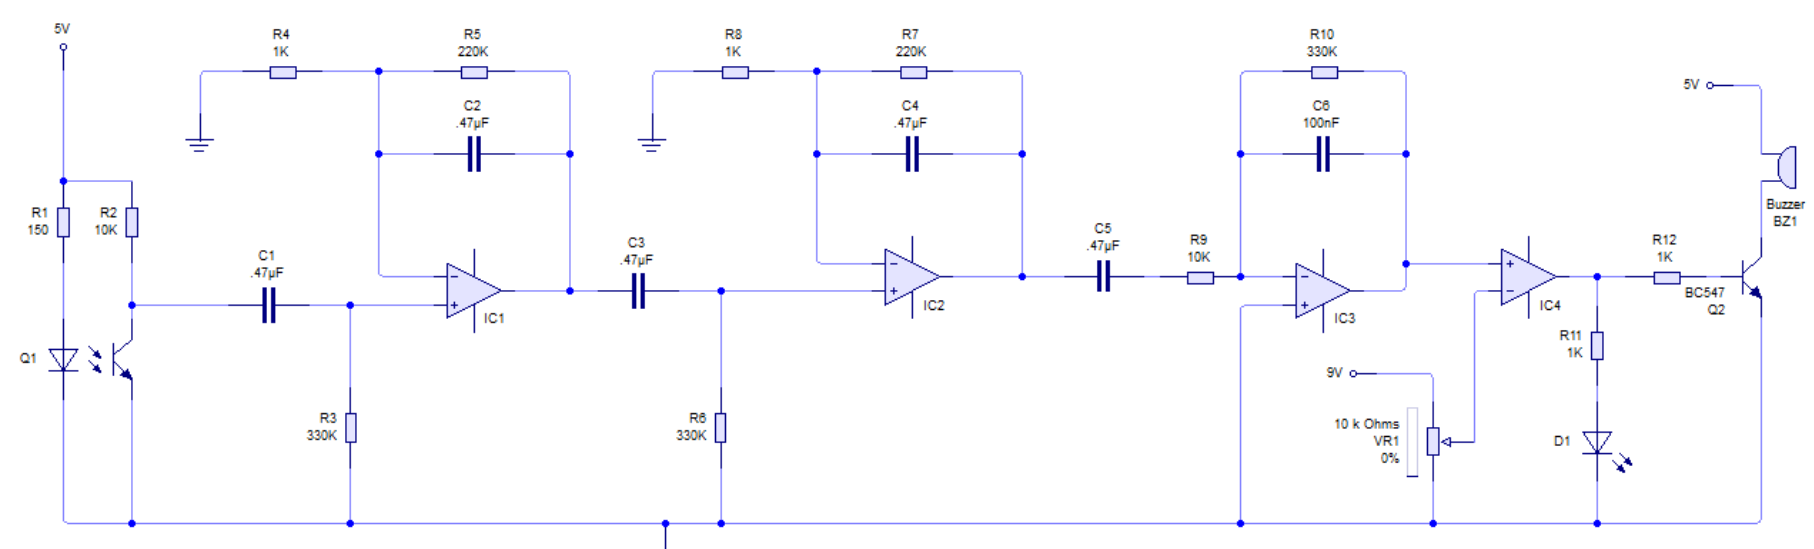 5V
R4
1K
R5
220K
R8
1K
R7
220K
R10
330K
5V
C2
.47µF
C4
.47µF
C6
100nF
R1
150
R2
10K
Buzzer
BZ1
C1
.47µF
C3
.47µF
C5
.47µF
R9
10K
R12
1K
- 
+
IC1
-
+
IC2
-
+
IC3
+
-
IC4
BC547
Q2
Q1
R11
1K
9V
R3
330K
R6
330K
10 k Ohms
VR1
0%
D1